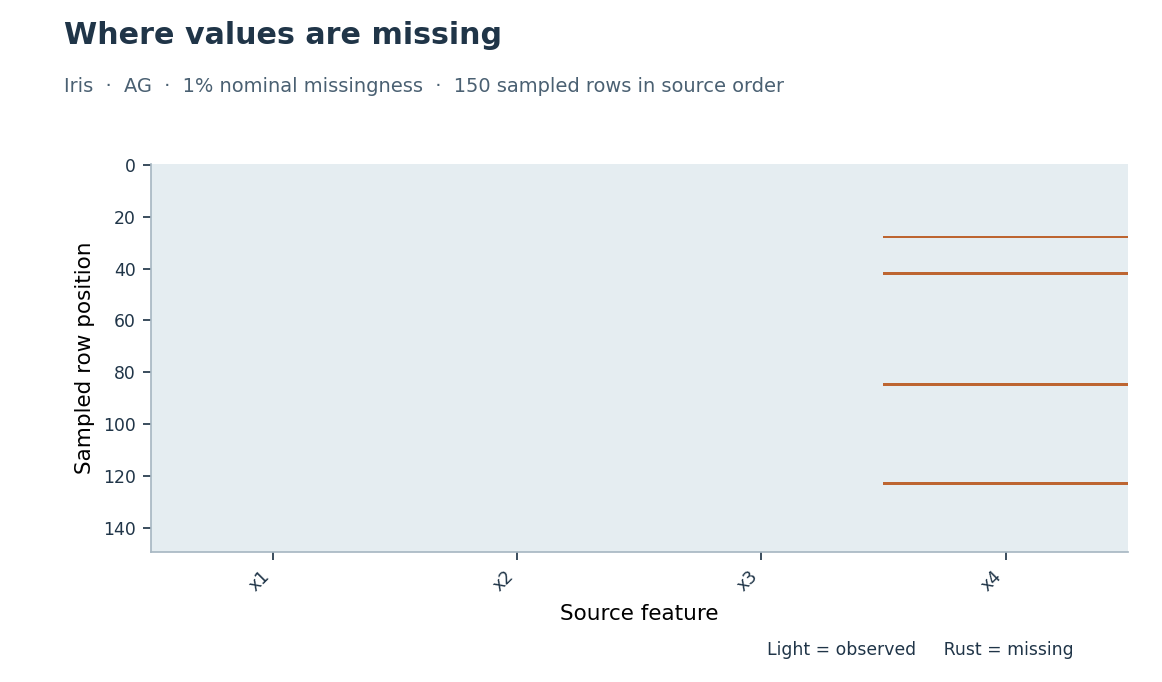 Where values are missing
Iris · AG · 1% nominal missingness · 150 sampled rows in source order
0
20
40
60
80
100
120
140
Sampled row position
x1 x2 x3 x4
Source feature
Light = observed Rust = missing